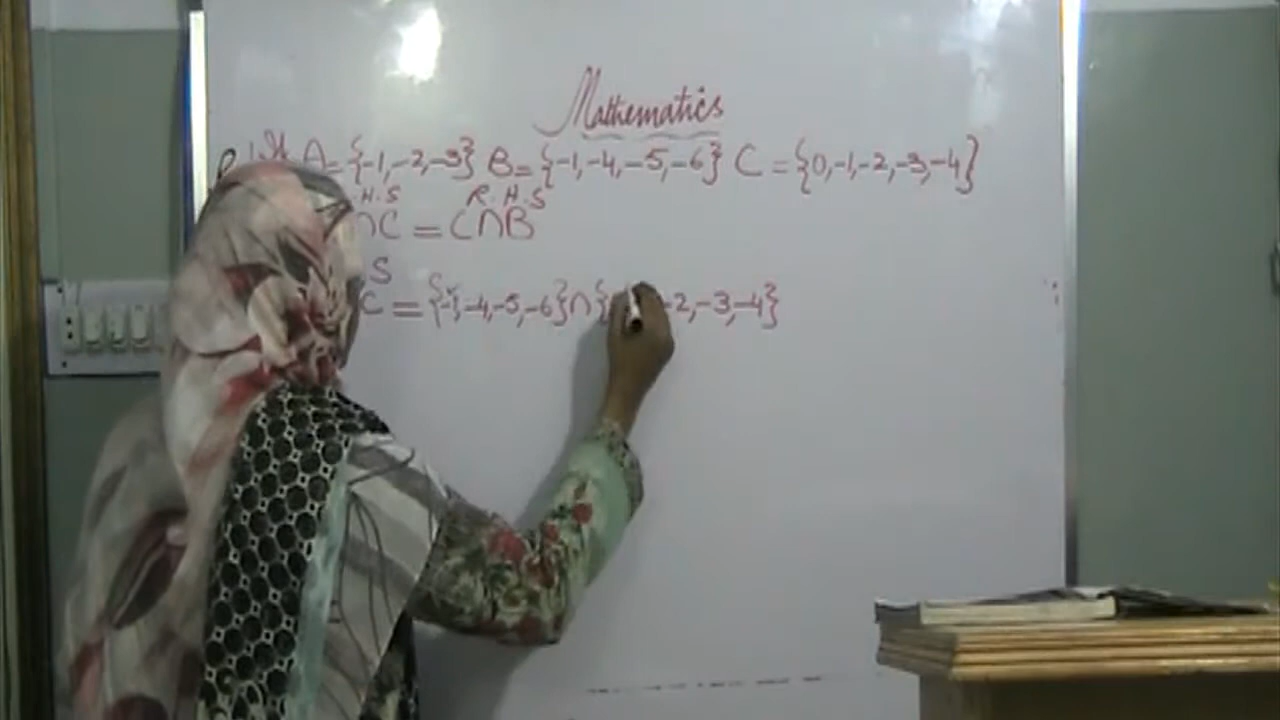 Mathematics
If A={-1,-2,-3} B={-1,-4,-5,-6} C={0,-1,-2,-3,-4}
.H.S R.H.S
∩C=C∩B
S
C={-1,-4,-5,-6}∩{ -2,-3,-4}